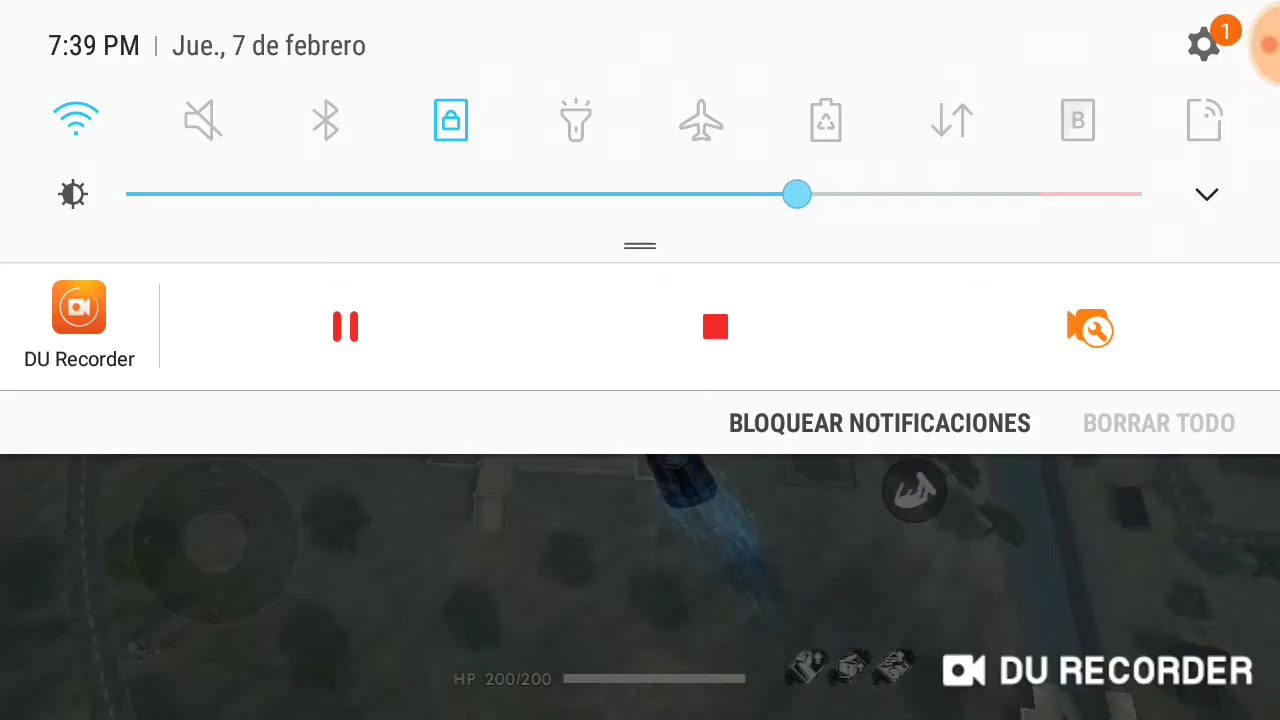 7:39 PM | Jue., 7 de febrero
1
B
DU Recorder
BLOQUEAR NOTIFICACIONES
BORRAR TODO
HP 200/200
DU RECORDER